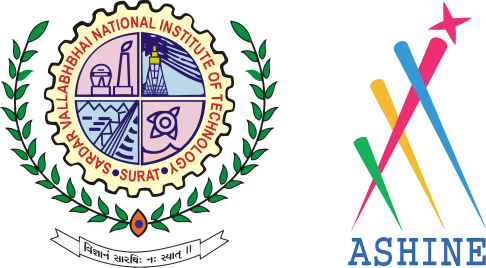 SARDAR VALLABHBHAI NATIONAL INSTITUTE OF TECHNOLOGY
SURAT
વિજ્ઞાનં સારથિઃ નઃ સ્યાત્ ॥
ASHINE